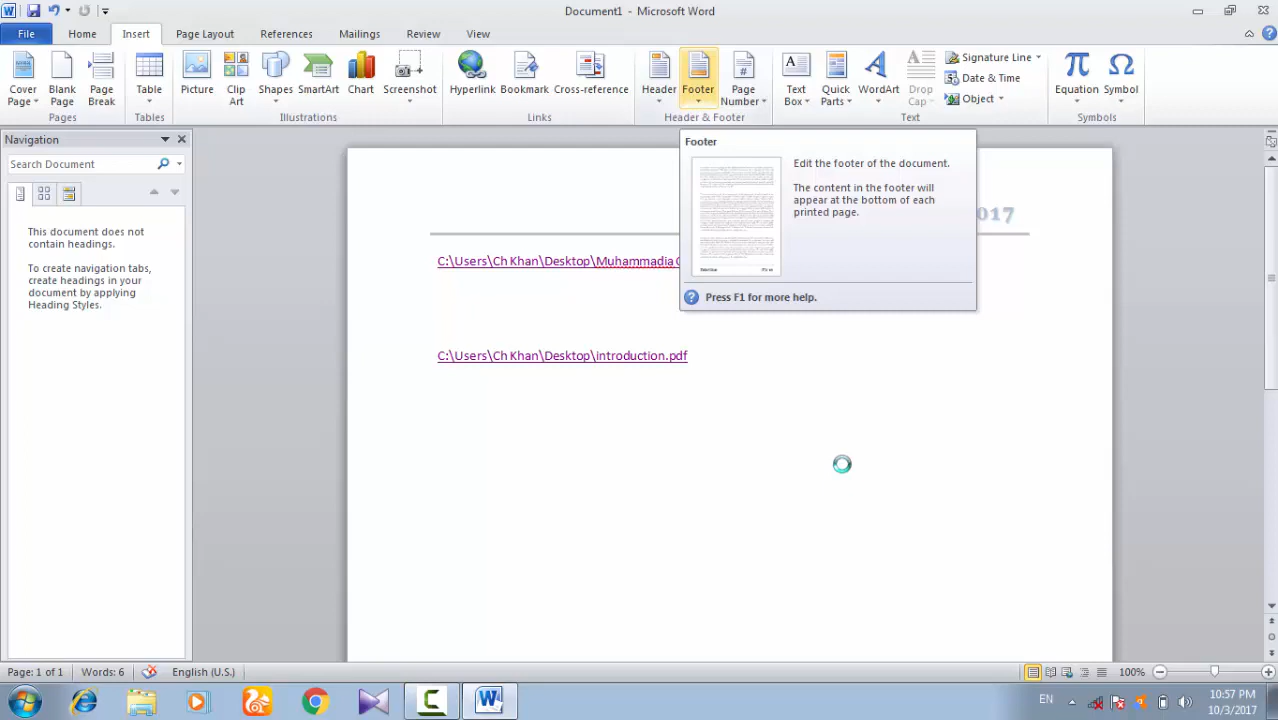 Document1 - Microsoft Word
File Home Insert Page Layout References Mailings Review View
Cover Page
Blank Page
Page Break
Table
Picture
Clip Art
Shapes
SmartArt
Chart
Screenshot
Hyperlink
Bookmark
Cross-reference
Header
Footer
Page Number
Text Box
Quick Parts
WordArt
Drop Cap
Signature Line
Date & Time
Object
Equation
Symbol
Pages Tables Illustrations Links Header & Footer Text Symbols
Navigation
Search Document
This document does not
contain headings.
To create navigation tabs,
create headings in your
document by applying
Heading Styles.
Footer
Edit the footer of the document.
The content in the footer will
appear at the bottom of each
printed page.
Press F1 for more help.
017
C:\Users\Ch Khan\Desktop\Muhammadia
C:\Users\Ch Khan\Desktop\introduction.pdf
Page: 1 of 1 Words: 6 English (U.S.) 100%
EN 10:57 PM
10/3/2017